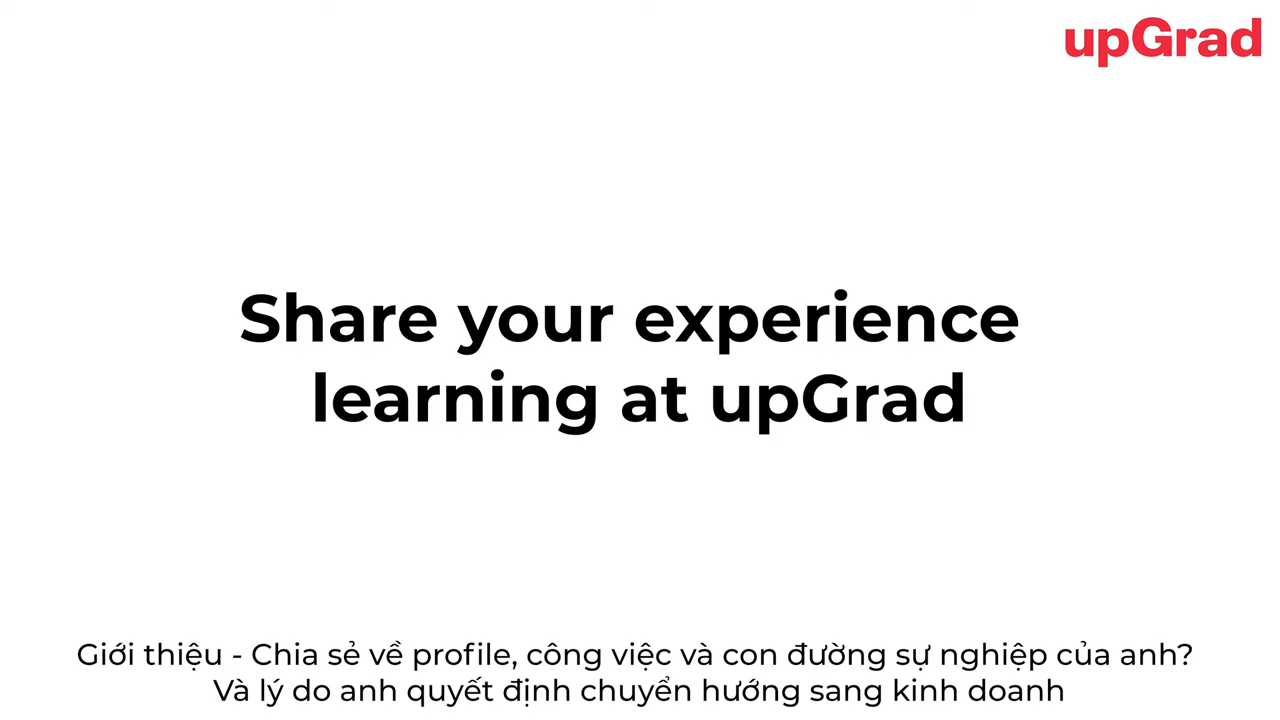 upGrad
Share your experience
learning at upGrad
Giới thiệu - Chia sẻ về profile, công việc và con đường sự nghiệp của anh?
Và lý do anh quyết định chuyển hướng sang kinh doanh